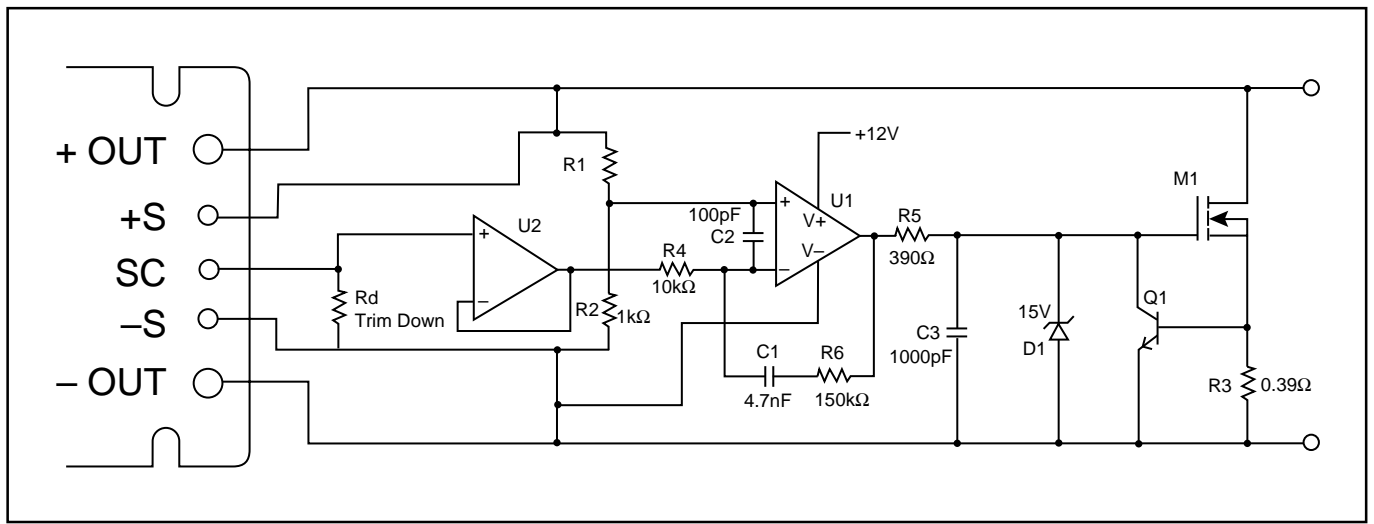 + OUT
+S
SC
–S
– OUT
Rd
Trim Down
+
–
U2
R1
R2
1kΩ
R4
10kΩ
100pF
C2
+12V
+
–
U1
V+
V–
C1
4.7nF
R6
150kΩ
R5
390Ω
C3
1000pF
15V
D1
Q1
M1
R3
0.39Ω